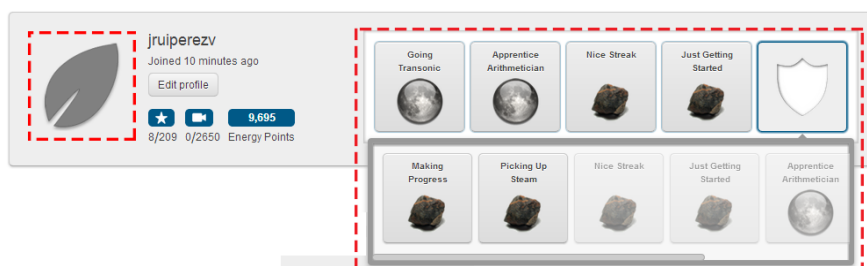 jruiperezv
Joined 10 minutes ago
Edit profile
9,695
8/209 0/2650 Energy Points
Going
Transonic
Apprentice
Arithmetician
Nice Streak
Just Getting
Started
Making
Progress
Picking Up
Steam
Nice Streak
Just Getting
Started
Apprentice
Arithmetician